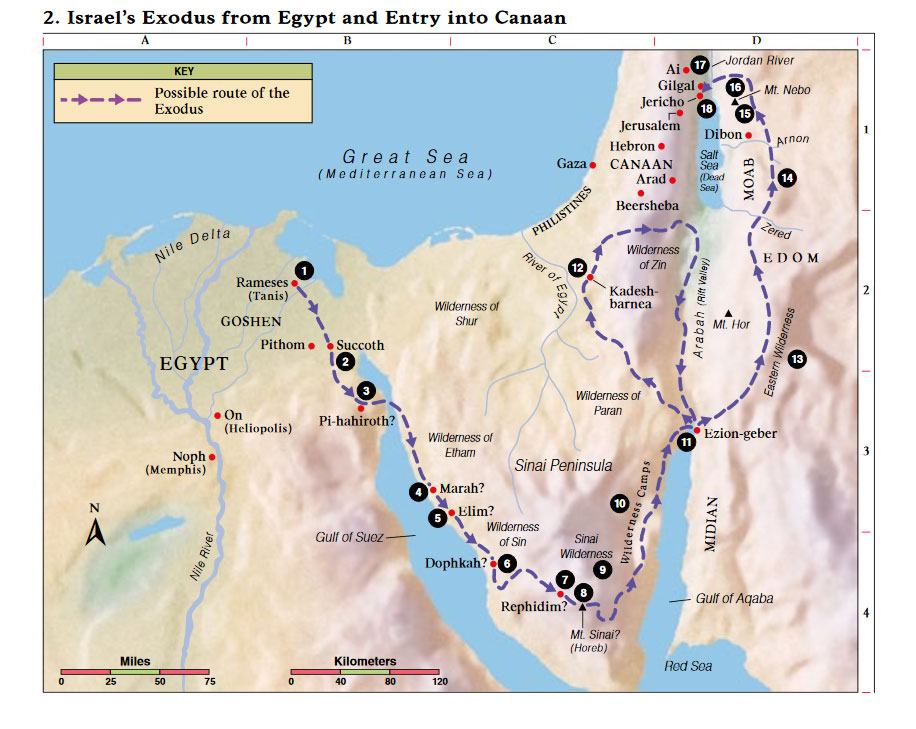 2. Israel's Exodus from Egypt and Entry into Canaan
A
B
C
D
KEY
Possible route of the
Exodus
Great Sea
(Mediterranean Sea)
17
Jordan River
Ai
Gilgal
16
Mt. Nebo
Jericho
18
15
Jerusalem
Dibon
1
Arnon
Hebron
Gaza
CANAAN
Salt
Sea
(Dead
Sea)
MOAB
14
Arad
Beersheba
PHILISTINES
Zered
Nile Delta
Wilderness
of Zin
EDOM
1
12
River of Egypt
Rameses
(Tanis)
Kadesh-
barnea
2
Wilderness of
Shur
Arabah (Rift Valley)
Mt. Hor
GOSHEN
Pithom
Succoth
2
EGYPT
13
Eastern Wilderness
3
Wilderness of
Paran
Pi-hahiroth?
On
(Heliopolis)
Ezion-geber
11
Wilderness of
Etham
3
Noph
(Memphis)
Sinai Peninsula
4
Marah?
10
Wilderness Camps
5
Elim?
MIDIAN
N
Wilderness
of Sin
Gulf of Suez
Sinai
Wilderness
Nile River
Dophkah?
6
9
7
8
Gulf of Aqaba
Rephidim?
4
Mt. Sinai?
(Horeb)
Red Sea
Miles
0 25 50 75
Kilometers
0 40 80 120